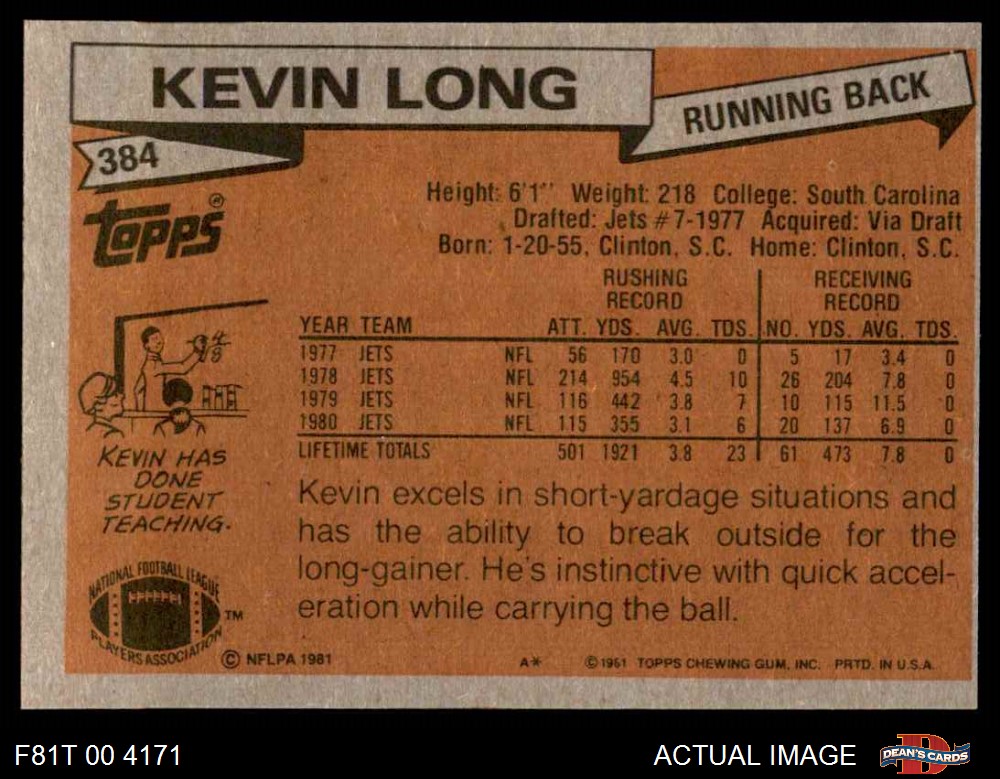 KEVIN LONG
RUNNING BACK
384
TOPPS®
Height: 6'1" Weight: 218 College: South Carolina
Drafted: Jets #7-1977 Acquired: Via Draft
Born: 1-20-55, Clinton, S.C. Home: Clinton, S.C.
RUSHING RECORD RECEIVING RECORD
YEAR TEAM ATT. YDS. AVG. TDS. NO. YDS. AVG. TDS.
1977 JETS NFL 56 170 3.0 0 5 17 3.4 0
1978 JETS NFL 214 954 4.5 10 26 204 7.8 0
1979 JETS NFL 116 442 3.8 7 10 115 11.5 0
1980 JETS NFL 115 355 3.1 6 20 137 6.9 0
LIFETIME TOTALS 501 1921 3.8 23 61 473 7.8 0
KEVIN HAS
DONE
STUDENT
TEACHING.
Kevin excels in short-yardage situations and
has the ability to break outside for the
long-gainer. He's instinctive with quick accel-
eration while carrying the ball.
NATIONAL FOOTBALL LEAGUE
PLAYERS ASSOCIATION
TM
© NFLPA 1981
A* © 1981 TOPPS CHEWING GUM, INC. PRTD. IN U.S.A.
F81T 00 4171
ACTUAL IMAGE
D
DEAN'S CARDS